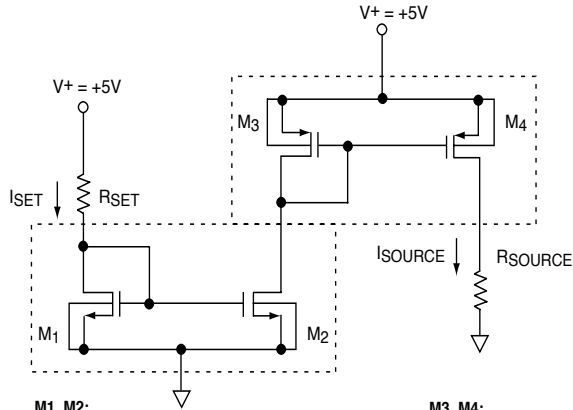 V+ = +5V
V+ = +5V
M3
M4
ISET
RSET
ISOURCE
RSOURCE
M1
M2
M1, M2:
M3, M4: